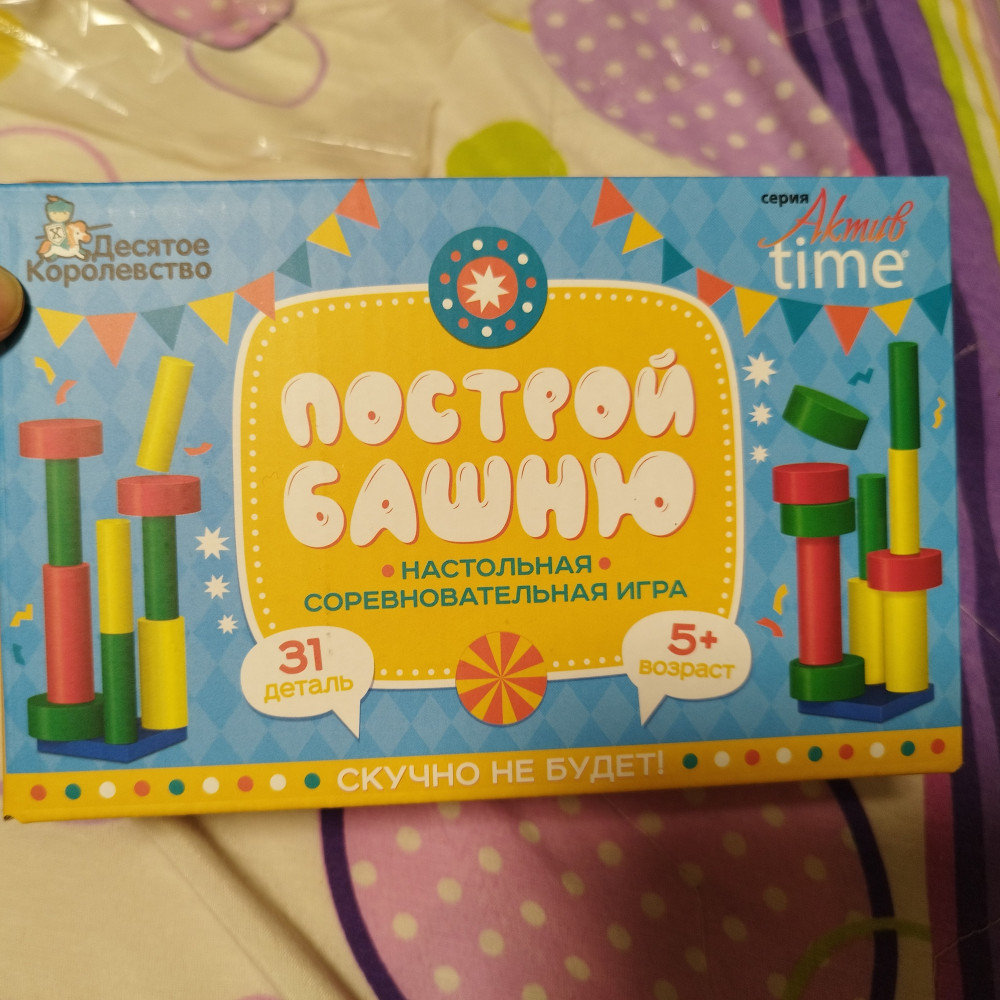 Десятое
Королевство
серия
Актив
time
ПОСТРОЙ
БАШНЮ
• НАСТОЛЬНАЯ •
СОРЕВНОВАТЕЛЬНАЯ ИГРА
31
деталь
5+
возраст
СКУЧНО НЕ БУДЕТ!